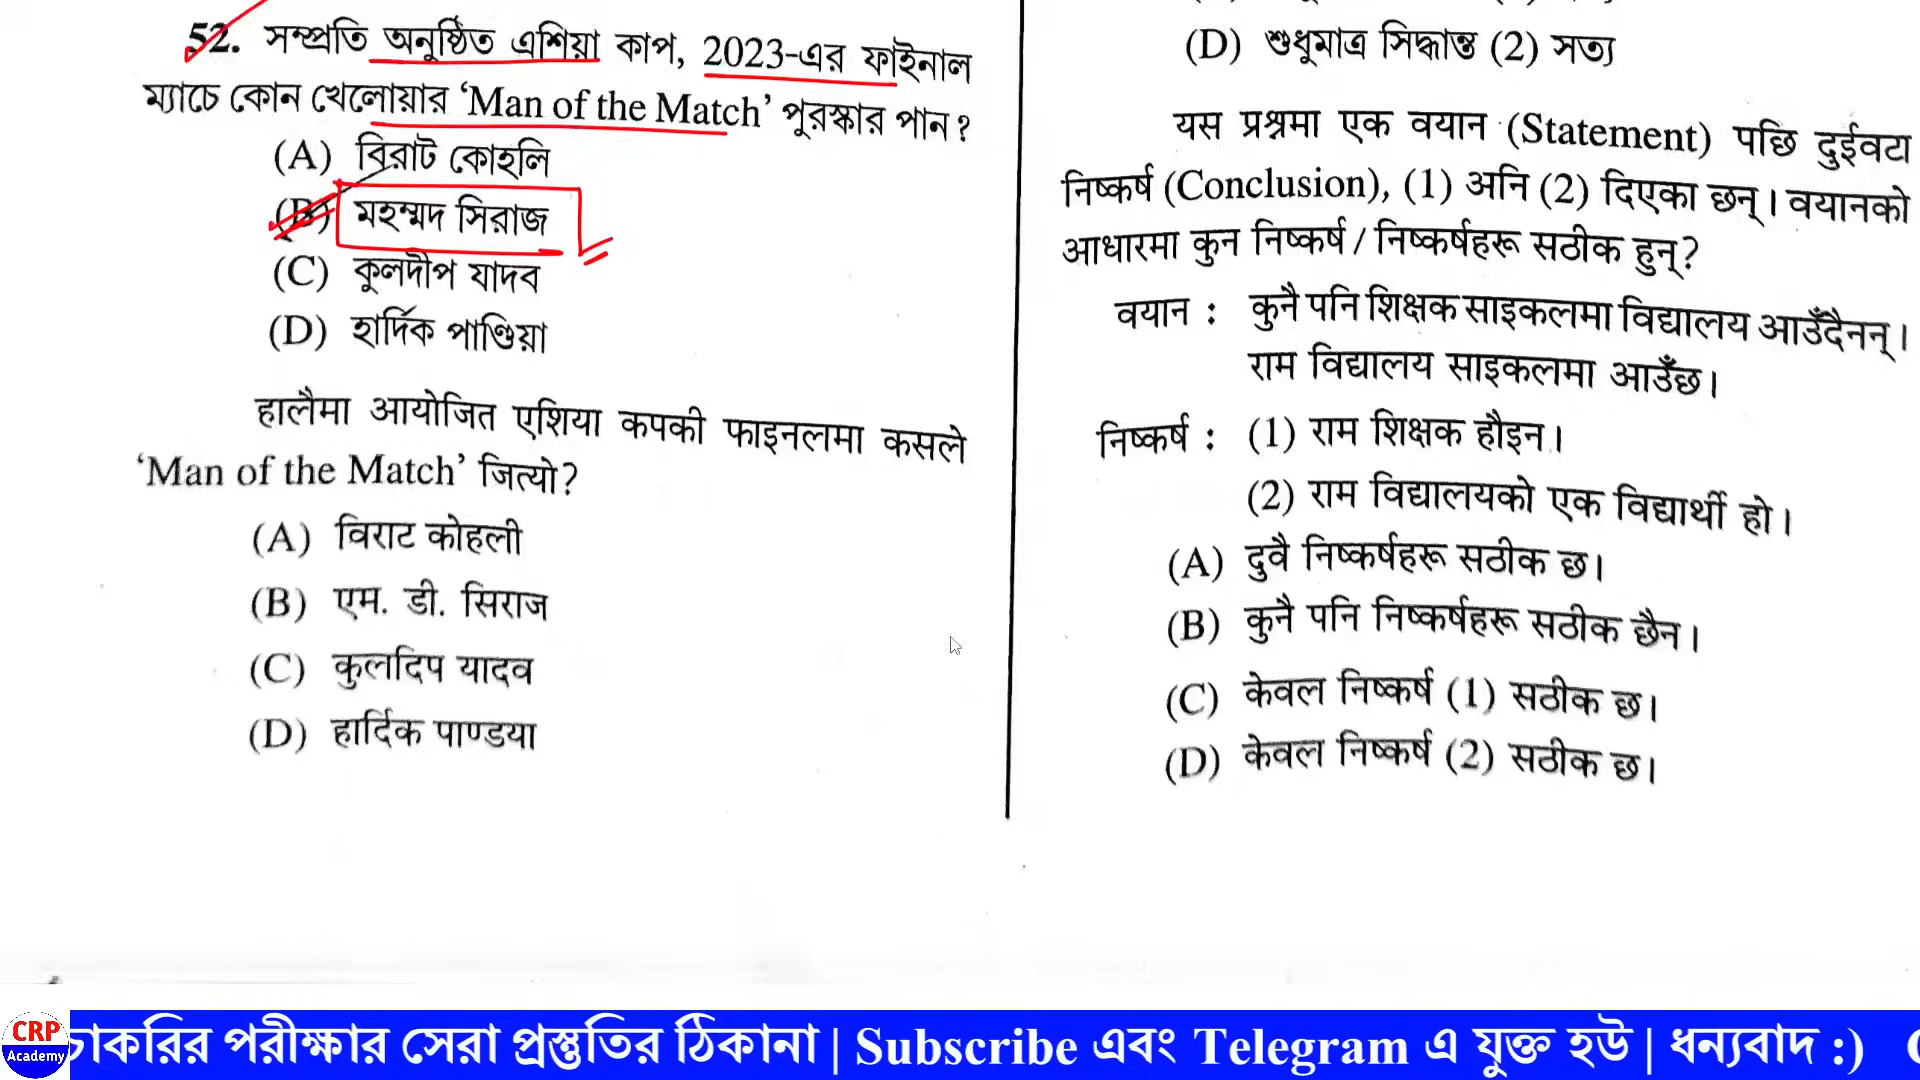 52. সম্প্রতি অনুষ্ঠিত এশিয়া কাপ, 2023-এর ফাইনাল
ম্যাচে কোন খেলোয়ার ‘Man of the Match’ পুরস্কার পান ?
(A) বিরাট কোহলি
(B) মহম্মদ সিরাজ
(C) কুলদীপ যাদব
(D) হার্দিক পাণ্ডিয়া
हालैमा आयोजित एशिया कपकी फाइनलमा कसले
‘Man of the Match’ जित्यो?
(A) विराट कोहली
(B) एम. डी. सिराज
(C) कुलदिप यादव
(D) हार्दिक पाण्डया
(D) শুধুমাত্র সিদ্ধান্ত (2) সত্য
यस प्रश्नमा एक वयान (Statement) पछि दुईवटा
निष्कर्ष (Conclusion), (1) अनि (2) दिएका छन्। वयानको
आधारमा कुन निष्कर्ष / निष्कर्षहरू सठीक हुन्?
वयान : कुनै पनि शिक्षक साइकलमा विद्यालय आउँदैनन्।
राम विद्यालय साइकलमा आउँछ।
निष्कर्ष : (1) राम शिक्षक हौइन।
(2) राम विद्यालयको एक विद्यार्थी हो।
(A) दुवै निष्कर्षहरू सठीक छ।
(B) कुनै पनि निष्कर्षहरू सठीक छैन।
(C) केवल निष्कर्ष (1) सठीक छ।
(D) केवल निष्कर्ष (2) सठीक छ।
CRP
Academy
চাকরির পরীক্ষার সেরা প্রস্তুতির ঠিকানা | Subscribe এবং Telegram এ যুক্ত হউ | ধন্যবাদ :)